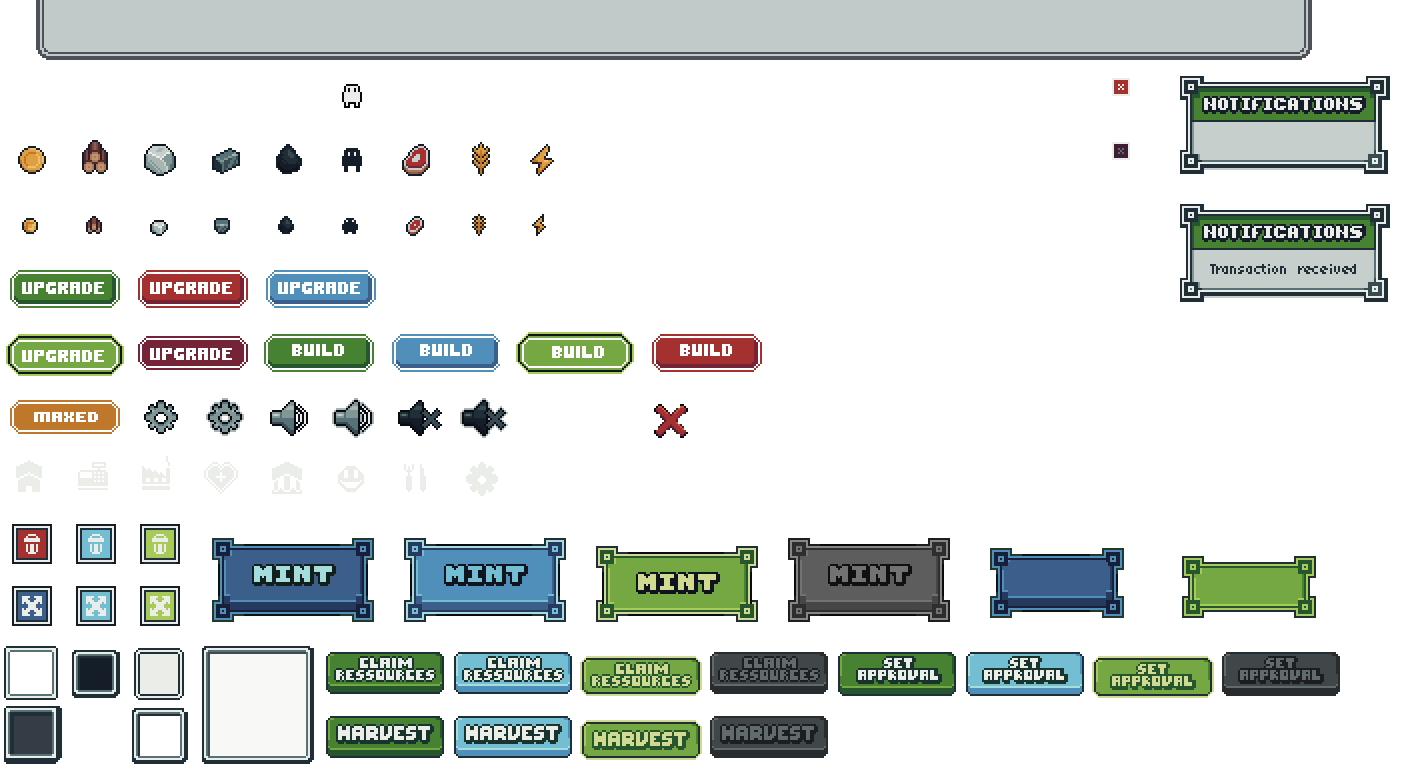 NOTIFICATIONS
NOTIFICATIONS
Transaction received
UPGRADE UPGRADE UPGRADE
UPGRADE UPGRADE BUILD BUILD BUILD BUILD
MAXED
MINT MINT MINT MINT
CLAIM
RESSOURCES
CLAIM
RESSOURCES
CLAIM
RESSOURCES
CLAIM
RESSOURCES
SET
APPROVAL
SET
APPROVAL
SET
APPROVAL
SET
APPROVAL
HARVEST HARVEST HARVEST HARVEST